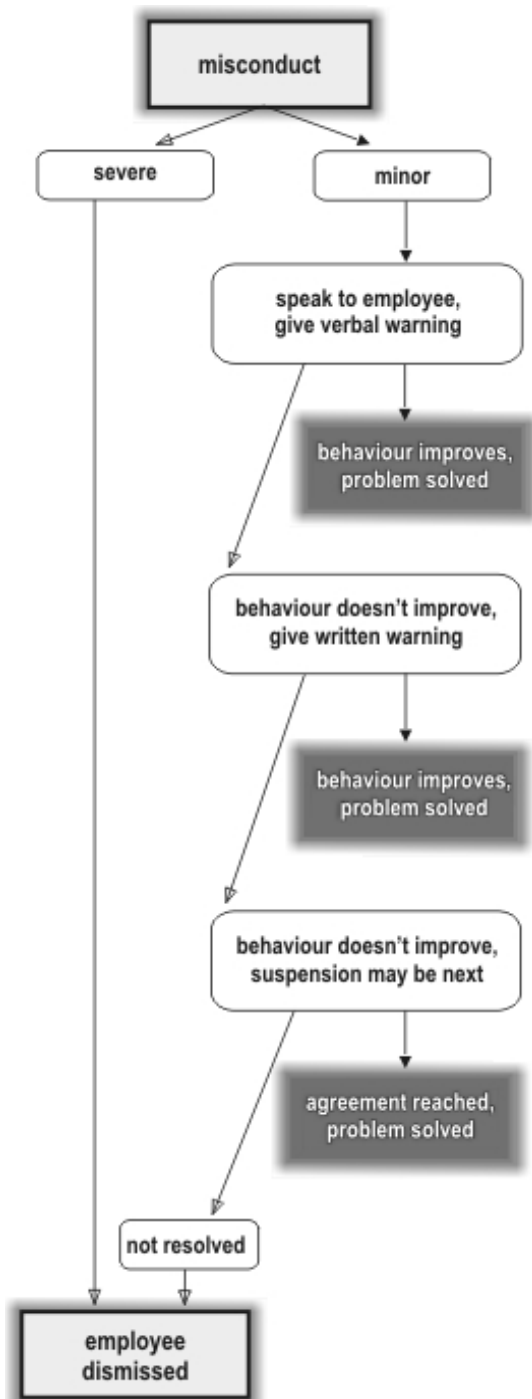 misconduct
severe
minor
speak to employee,
give verbal warning
behaviour improves,
problem solved
behaviour doesn't improve,
give written warning
behaviour improves,
problem solved
behaviour doesn't improve,
suspension may be next
agreement reached,
problem solved
not resolved
employee
dismissed